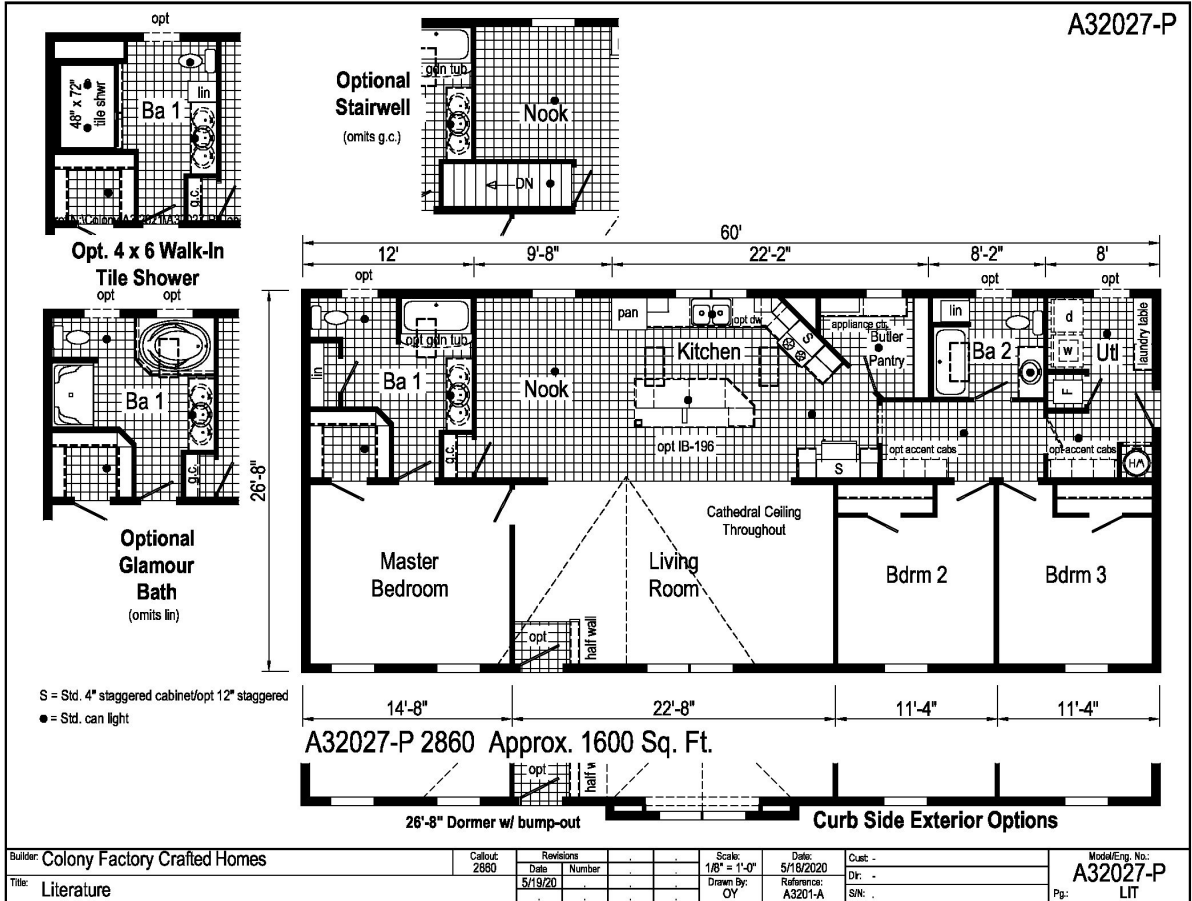 A32027-P
opt
48" x 72"
tile shwr
Ba 1
lin
g.c.
Opt. 4 x 6 Walk-In
Tile Shower
Optional
Stairwell
(omits g.c.)
opt gdn tub
Nook
DN
opt
opt
Ba 1
g.c.
Optional
Glamour
Bath
(omits lin)
60'
12'
9'-8"
22'-2"
8'-2"
8'
opt
opt
opt
26'-8"
lin
opt gdn tub
Ba 1
g.c.
Nook
pan
opt dw
Kitchen
S
opt IB-196
S
appliance ctr.
Butler
Pantry
lin
Ba 2
d
w
Utl
laundry table
F
opt accent cabs
opt accent cabs
HW
Master
Bedroom
Living
Room
Cathedral Ceiling
Throughout
opt
half wall
Bdrm 2
Bdrm 3
S = Std. 4" staggered cabinet/opt 12" staggered
● = Std. can light
14'-8"
22'-8"
11'-4"
11'-4"
A32027-P 2860 Approx. 1600 Sq. Ft.
opt
half w
26'-8" Dormer w/ bump-out
Curb Side Exterior Options
Builder: Colony Factory Crafted Homes
Title: Literature
Callout:
2860
Revisions
Date Number
5/19/20
Scale:
1/8" = 1'-0"
Drawn By:
OY
Date:
5/18/2020
Reference:
A3201-A
Cust: -
Dlr: -
S/N: .
Model/Eng. No.:
A32027-P
Pg.: LIT